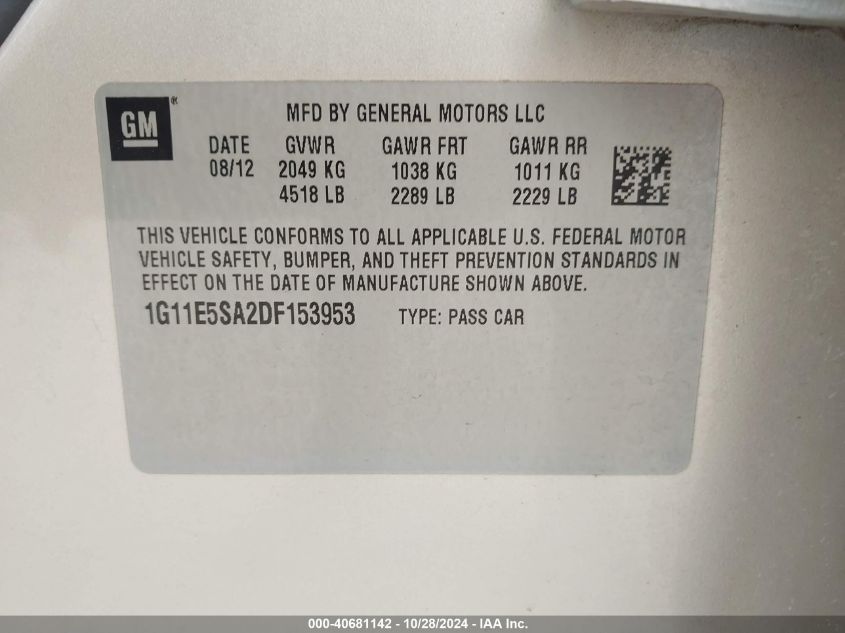 GM®
MFD BY GENERAL MOTORS LLC
DATE GVWR GAWR FRT GAWR RR
08/12 2049 KG 1038 KG 1011 KG
4518 LB 2289 LB 2229 LB
THIS VEHICLE CONFORMS TO ALL APPLICABLE U.S. FEDERAL MOTOR
VEHICLE SAFETY, BUMPER, AND THEFT PREVENTION STANDARDS IN
EFFECT ON THE DATE OF MANUFACTURE SHOWN ABOVE.
1G11E5SA2DF153953 TYPE: PASS CAR
000-40681142 - 10/28/2024 - IAA Inc.